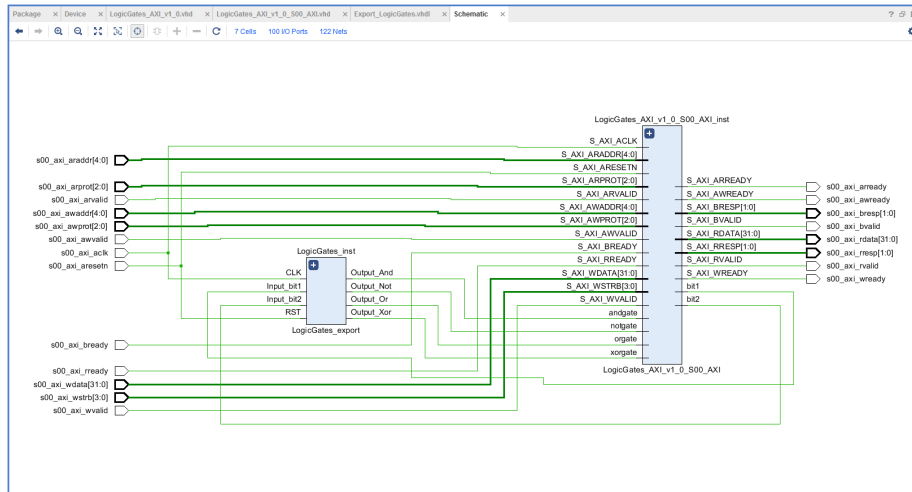 Package × Device × LogicGates_AXI_v1_0.vhd × LogicGates_AXI_v1_0_S00_AXI.vhd × Export_LogicGates.vhdl × Schematic ×
7 Cells 100 I/O Ports 122 Nets
s00_axi_araddr[4:0]
s00_axi_arprot[2:0]
s00_axi_arvalid
s00_axi_awaddr[4:0]
s00_axi_awprot[2:0]
s00_axi_awvalid
s00_axi_aclk
s00_axi_aresetn
s00_axi_bready
s00_axi_rready
s00_axi_wdata[31:0]
s00_axi_wstrb[3:0]
s00_axi_wvalid
LogicGates_inst
CLK
Input_bit1
Input_bit2
RST
Output_And
Output_Not
Output_Or
Output_Xor
LogicGates_export
LogicGates_AXI_v1_0_S00_AXI_inst
S_AXI_ACLK
S_AXI_ARADDR[4:0]
S_AXI_ARESETN
S_AXI_ARPROT[2:0]
S_AXI_ARVALID
S_AXI_AWADDR[4:0]
S_AXI_AWPROT[2:0]
S_AXI_AWVALID
S_AXI_BREADY
S_AXI_RREADY
S_AXI_WDATA[31:0]
S_AXI_WSTRB[3:0]
S_AXI_WVALID
andgate
notgate
orgate
xorgate
S_AXI_ARREADY
S_AXI_AWREADY
S_AXI_BRESP[1:0]
S_AXI_BVALID
S_AXI_RDATA[31:0]
S_AXI_RRESP[1:0]
S_AXI_RVALID
S_AXI_WREADY
bit1
bit2
LogicGates_AXI_v1_0_S00_AXI
s00_axi_arready
s00_axi_awready
s00_axi_bresp[1:0]
s00_axi_bvalid
s00_axi_rdata[31:0]
s00_axi_rresp[1:0]
s00_axi_rvalid
s00_axi_wready